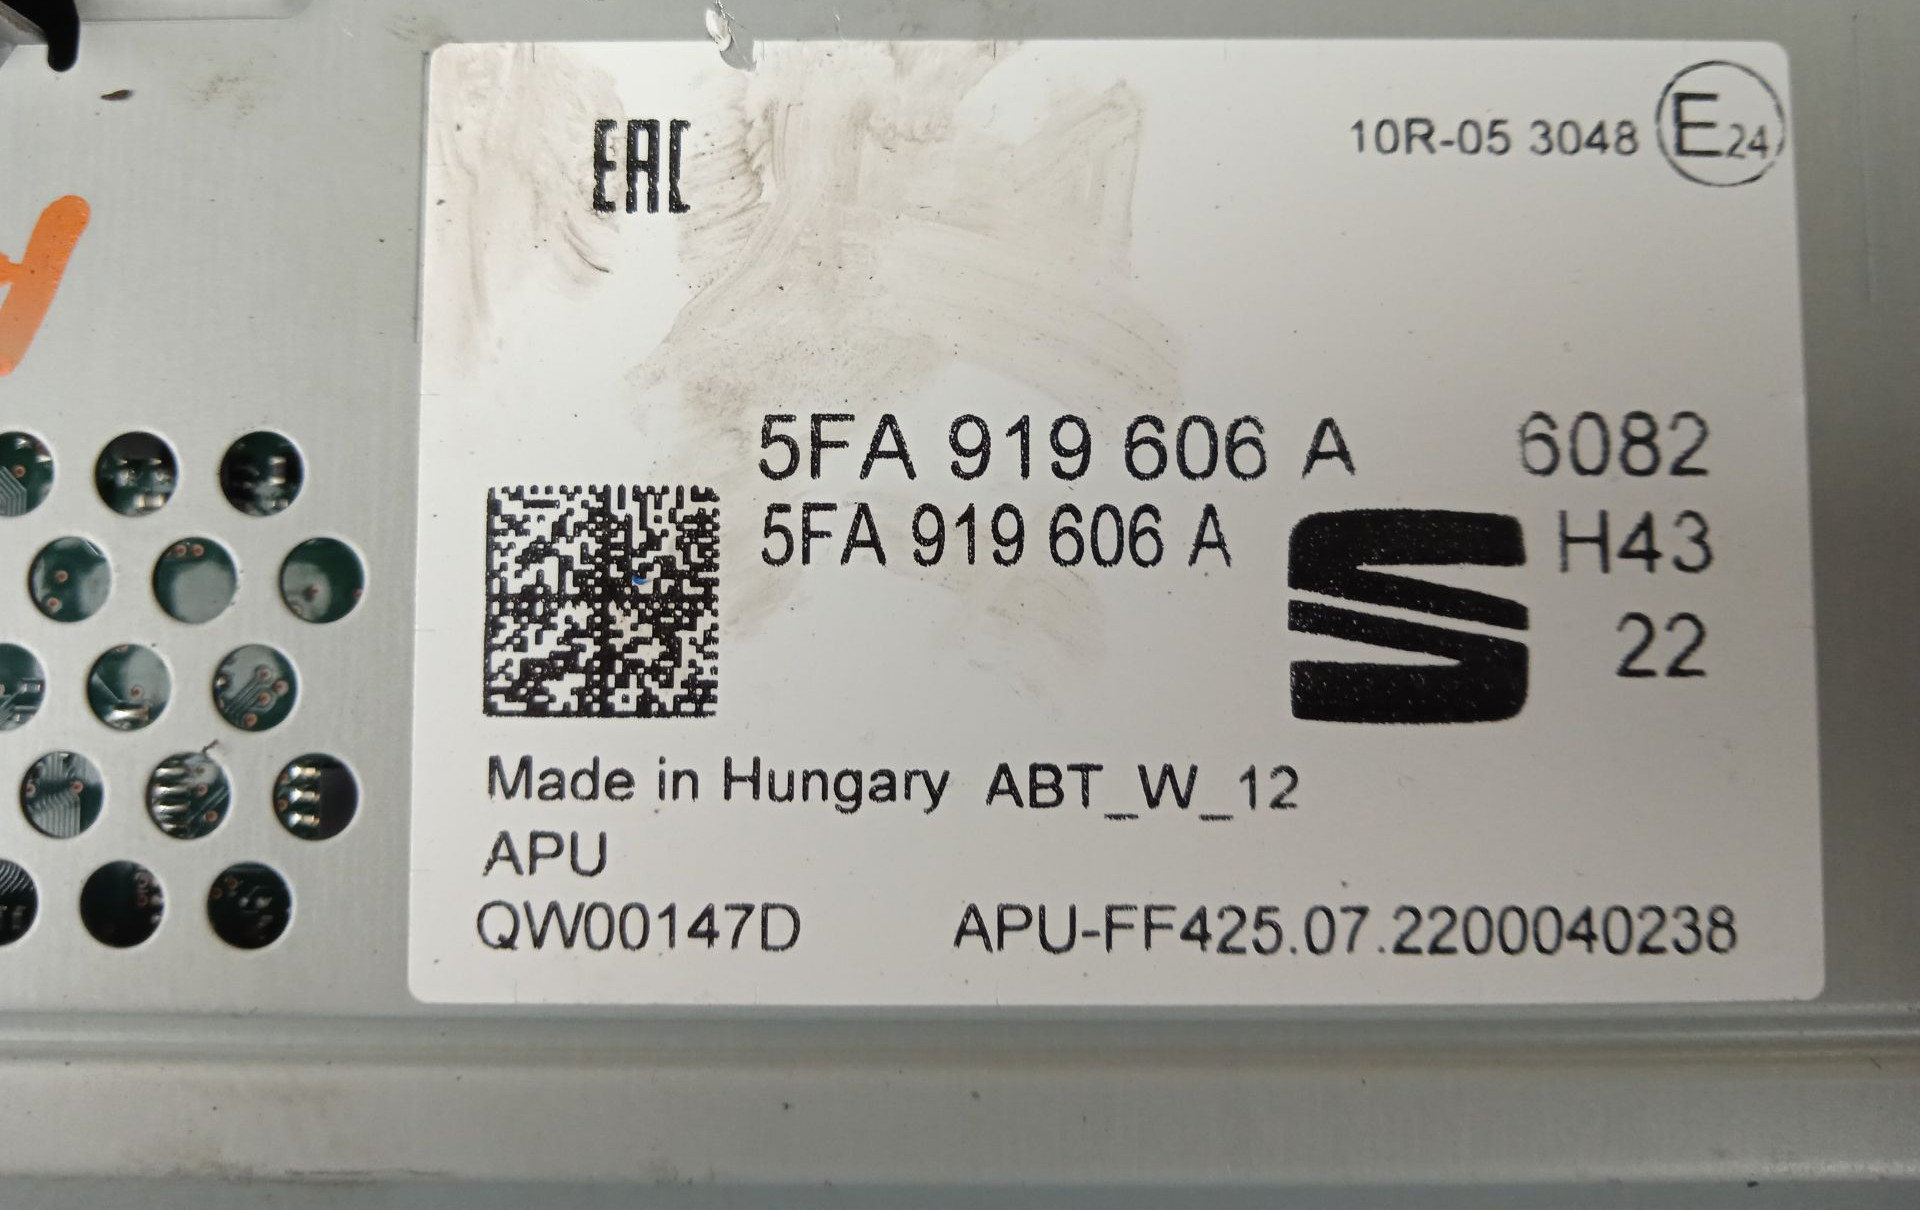 EAC
10R-05 3048 E24
5FA 919 606 A 6082
5FA 919 606 A H43
22
Made in Hungary ABT_W_12
APU
QW00147D APU-FF425.07.2200040238